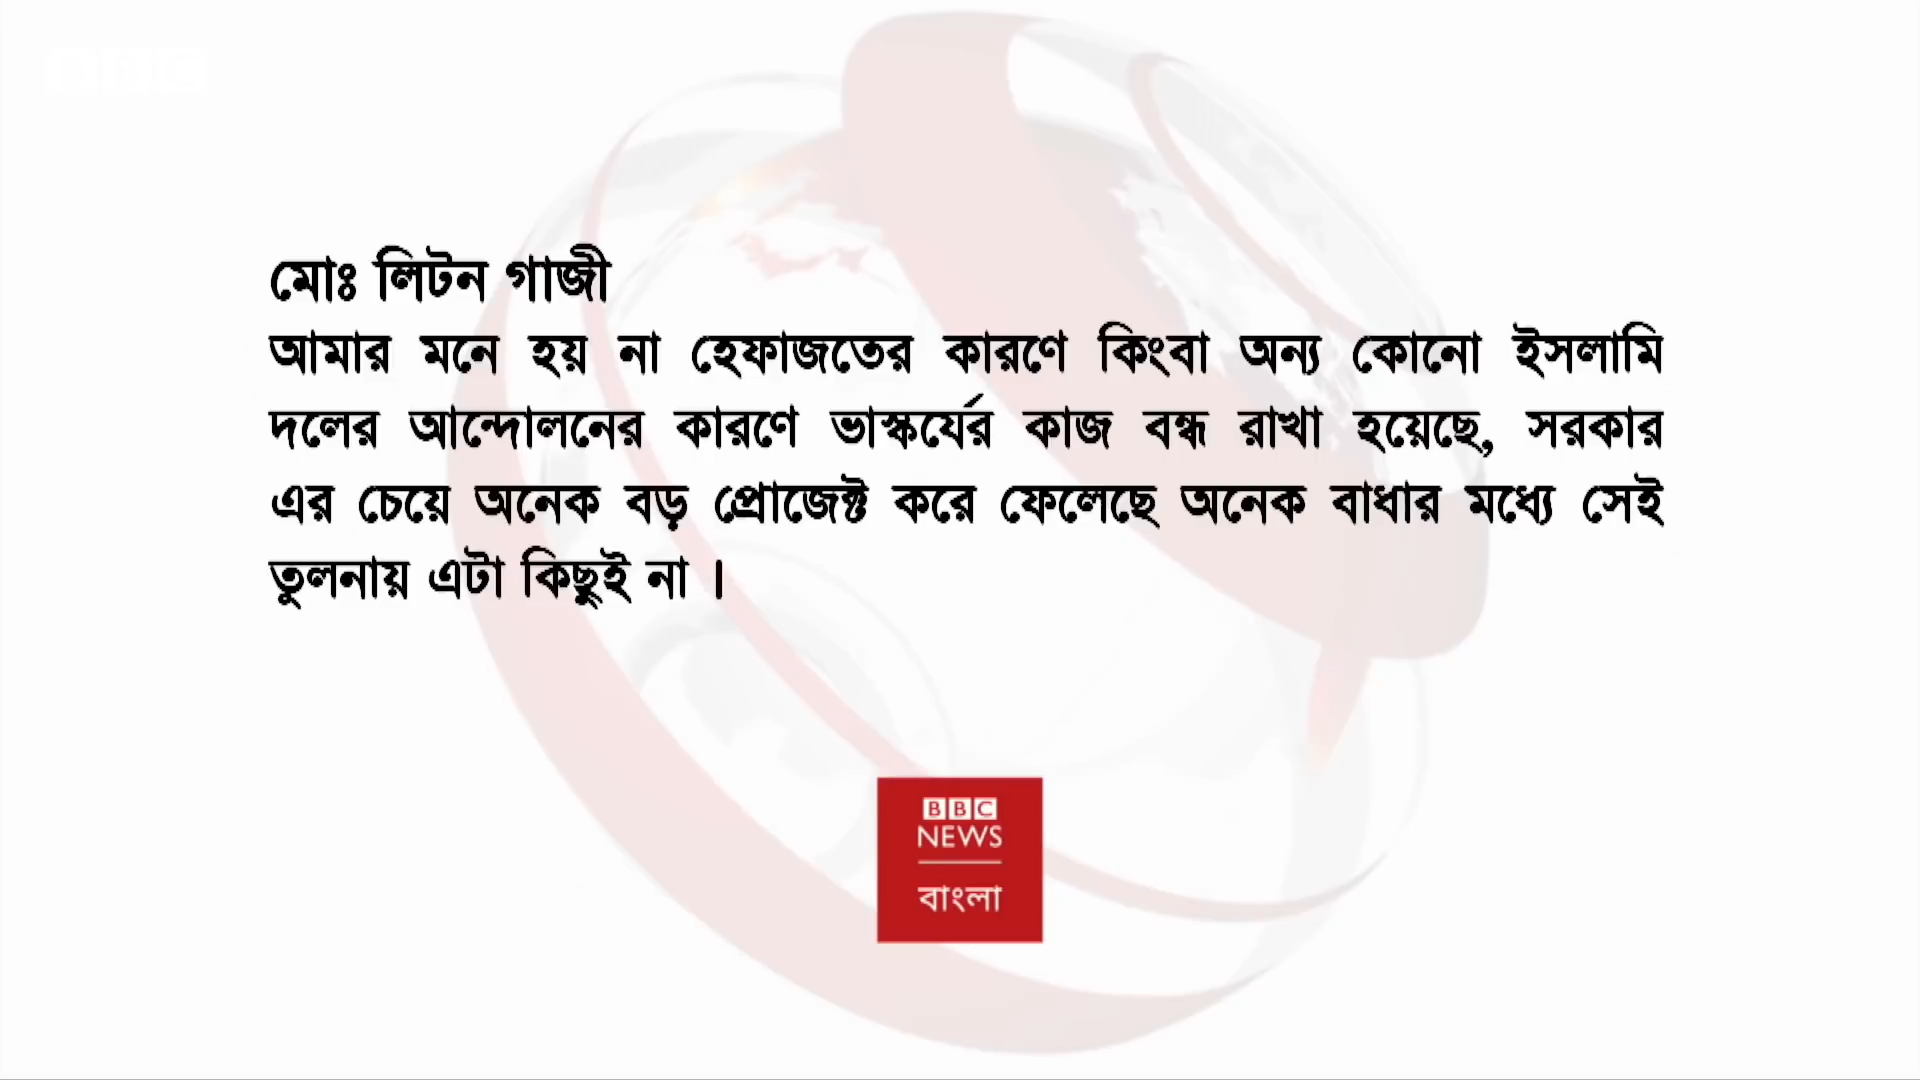 BBC
মোঃ লিটন গাজী
আমার মনে হয় না হেফাজতের কারণে কিংবা অন্য কোনো ইসলামি
দলের আন্দোলনের কারণে ভাস্কর্যের কাজ বন্ধ রাখা হয়েছে, সরকার
এর চেয়ে অনেক বড় প্রোজেক্ট করে ফেলেছে অনেক বাধার মধ্যে সেই
তুলনায় এটা কিছুই না ।
BBC
NEWS
বাংলা